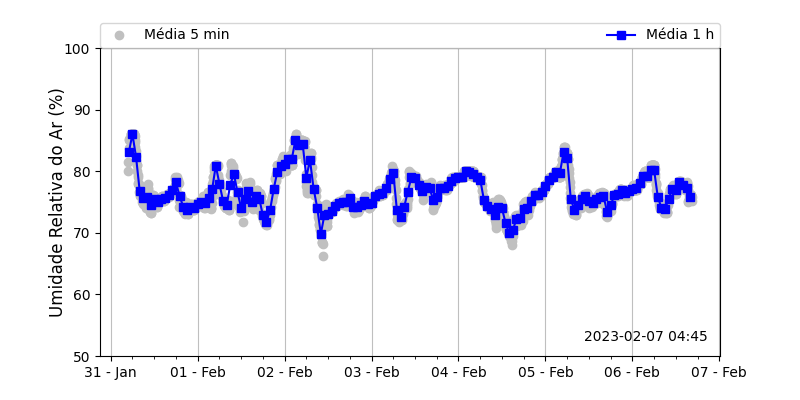 Média 5 min
Média 1 h
Umidade Relativa do Ar (%)
100
90
80
70
60
50
2023-02-07 04:45
31 - Jan
01 - Feb
02 - Feb
03 - Feb
04 - Feb
05 - Feb
06 - Feb
07 - Feb